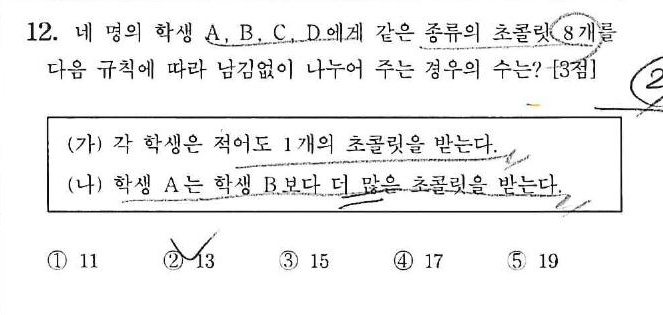 12. 네 명의 학생 A, B, C, D에게 같은 종류의 초콜릿 8개를
다음 규칙에 따라 남김없이 나누어 주는 경우의 수는? [3점]
2
(가) 각 학생은 적어도 1개의 초콜릿을 받는다.
(나) 학생 A는 학생 B보다 더 많은 초콜릿을 받는다.
① 11 ② 13 ③ 15 ④ 17 ⑤ 19